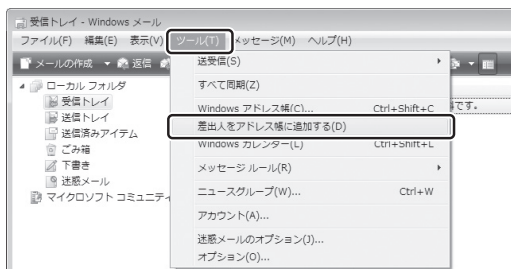 受信トレイ - Windows メール
ファイル(F) 編集(E) 表示(V) ツール(T) メッセージ(M) ヘルプ(H)
メールの作成 返信
送受信(S)
すべて同期(Z)
Windows アドレス帳(C)... Ctrl+Shift+C
差出人をアドレス帳に追加する(D)
Windows カレンダー(L) Ctrl+Shift+L
メッセージ ルール(R)
ニュースグループ(W)... Ctrl+W
アカウント(A)...
迷惑メールのオプション(J)...
オプション(O)...
ローカル フォルダ
受信トレイ
送信トレイ
送信済みアイテム
ごみ箱
下書き
迷惑メール
マイクロソフト コミュニティ
です。